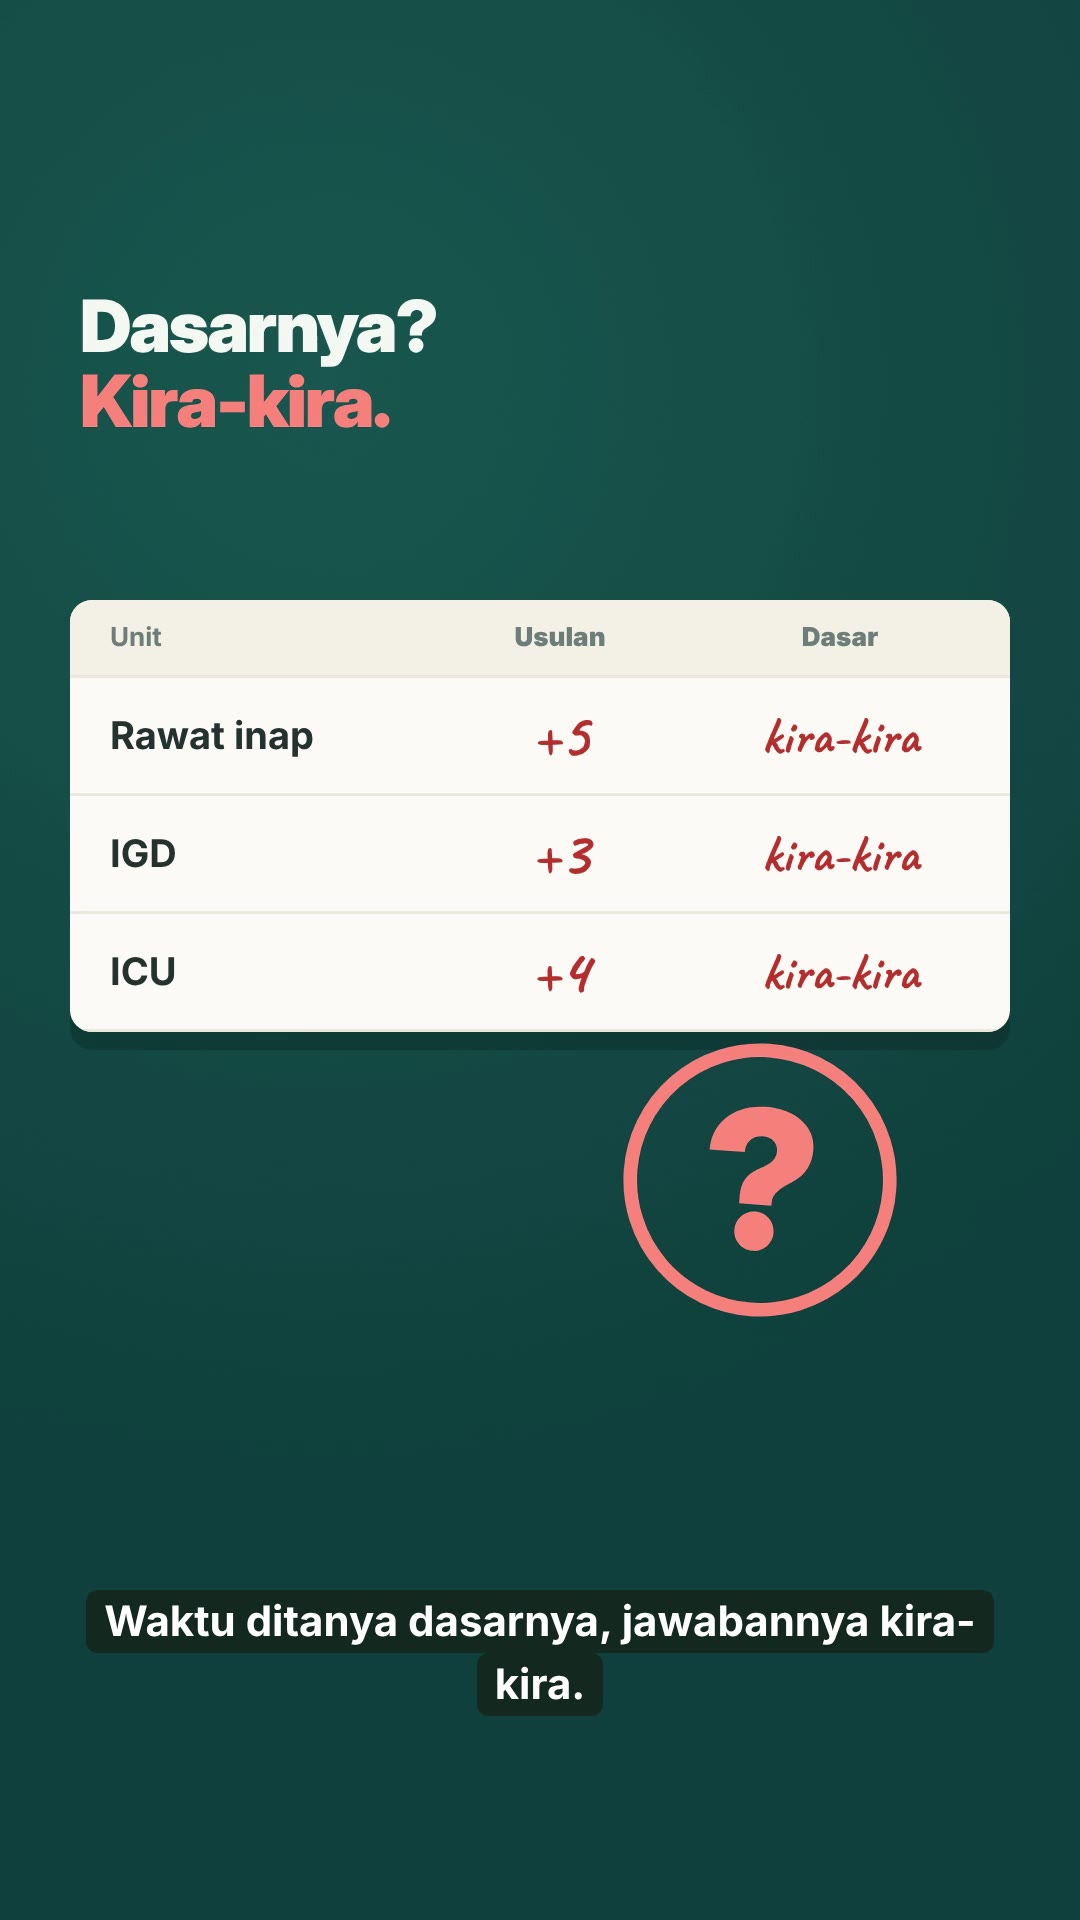 Dasarnya?
Kira-kira.
Unit Usulan Dasar
Rawat inap +5 kira-kira
IGD +3 kira-kira
ICU +4 kira-kira
?
Waktu ditanya dasarnya, jawabannya kira-
kira.